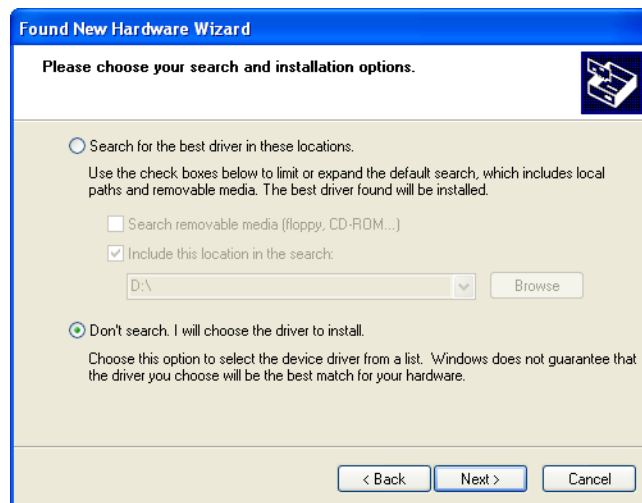 Found New Hardware Wizard
Please choose your search and installation options.
Search for the best driver in these locations.
Use the check boxes below to limit or expand the default search, which includes local
paths and removable media. The best driver found will be installed.
Search removable media (floppy, CD-ROM...)
Include this location in the search:
D:\
Browse
Don't search. I will choose the driver to install.
Choose this option to select the device driver from a list. Windows does not guarantee that
the driver you choose will be the best match for your hardware.
< Back Next > Cancel